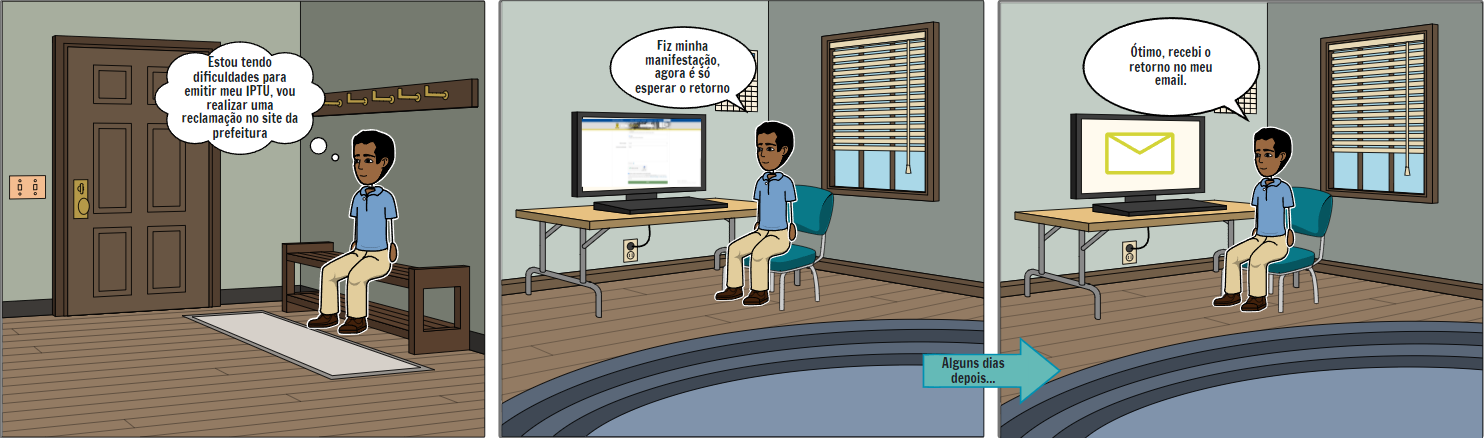 Estou tendo
dificuldades para
emitir meu IPTU, vou
realizar uma
reclamação no site da
prefeitura
Fiz minha
manifestação,
agora é só
esperar o retorno
Alguns dias
depois...
Ótimo, recebi o
retorno no meu
email.